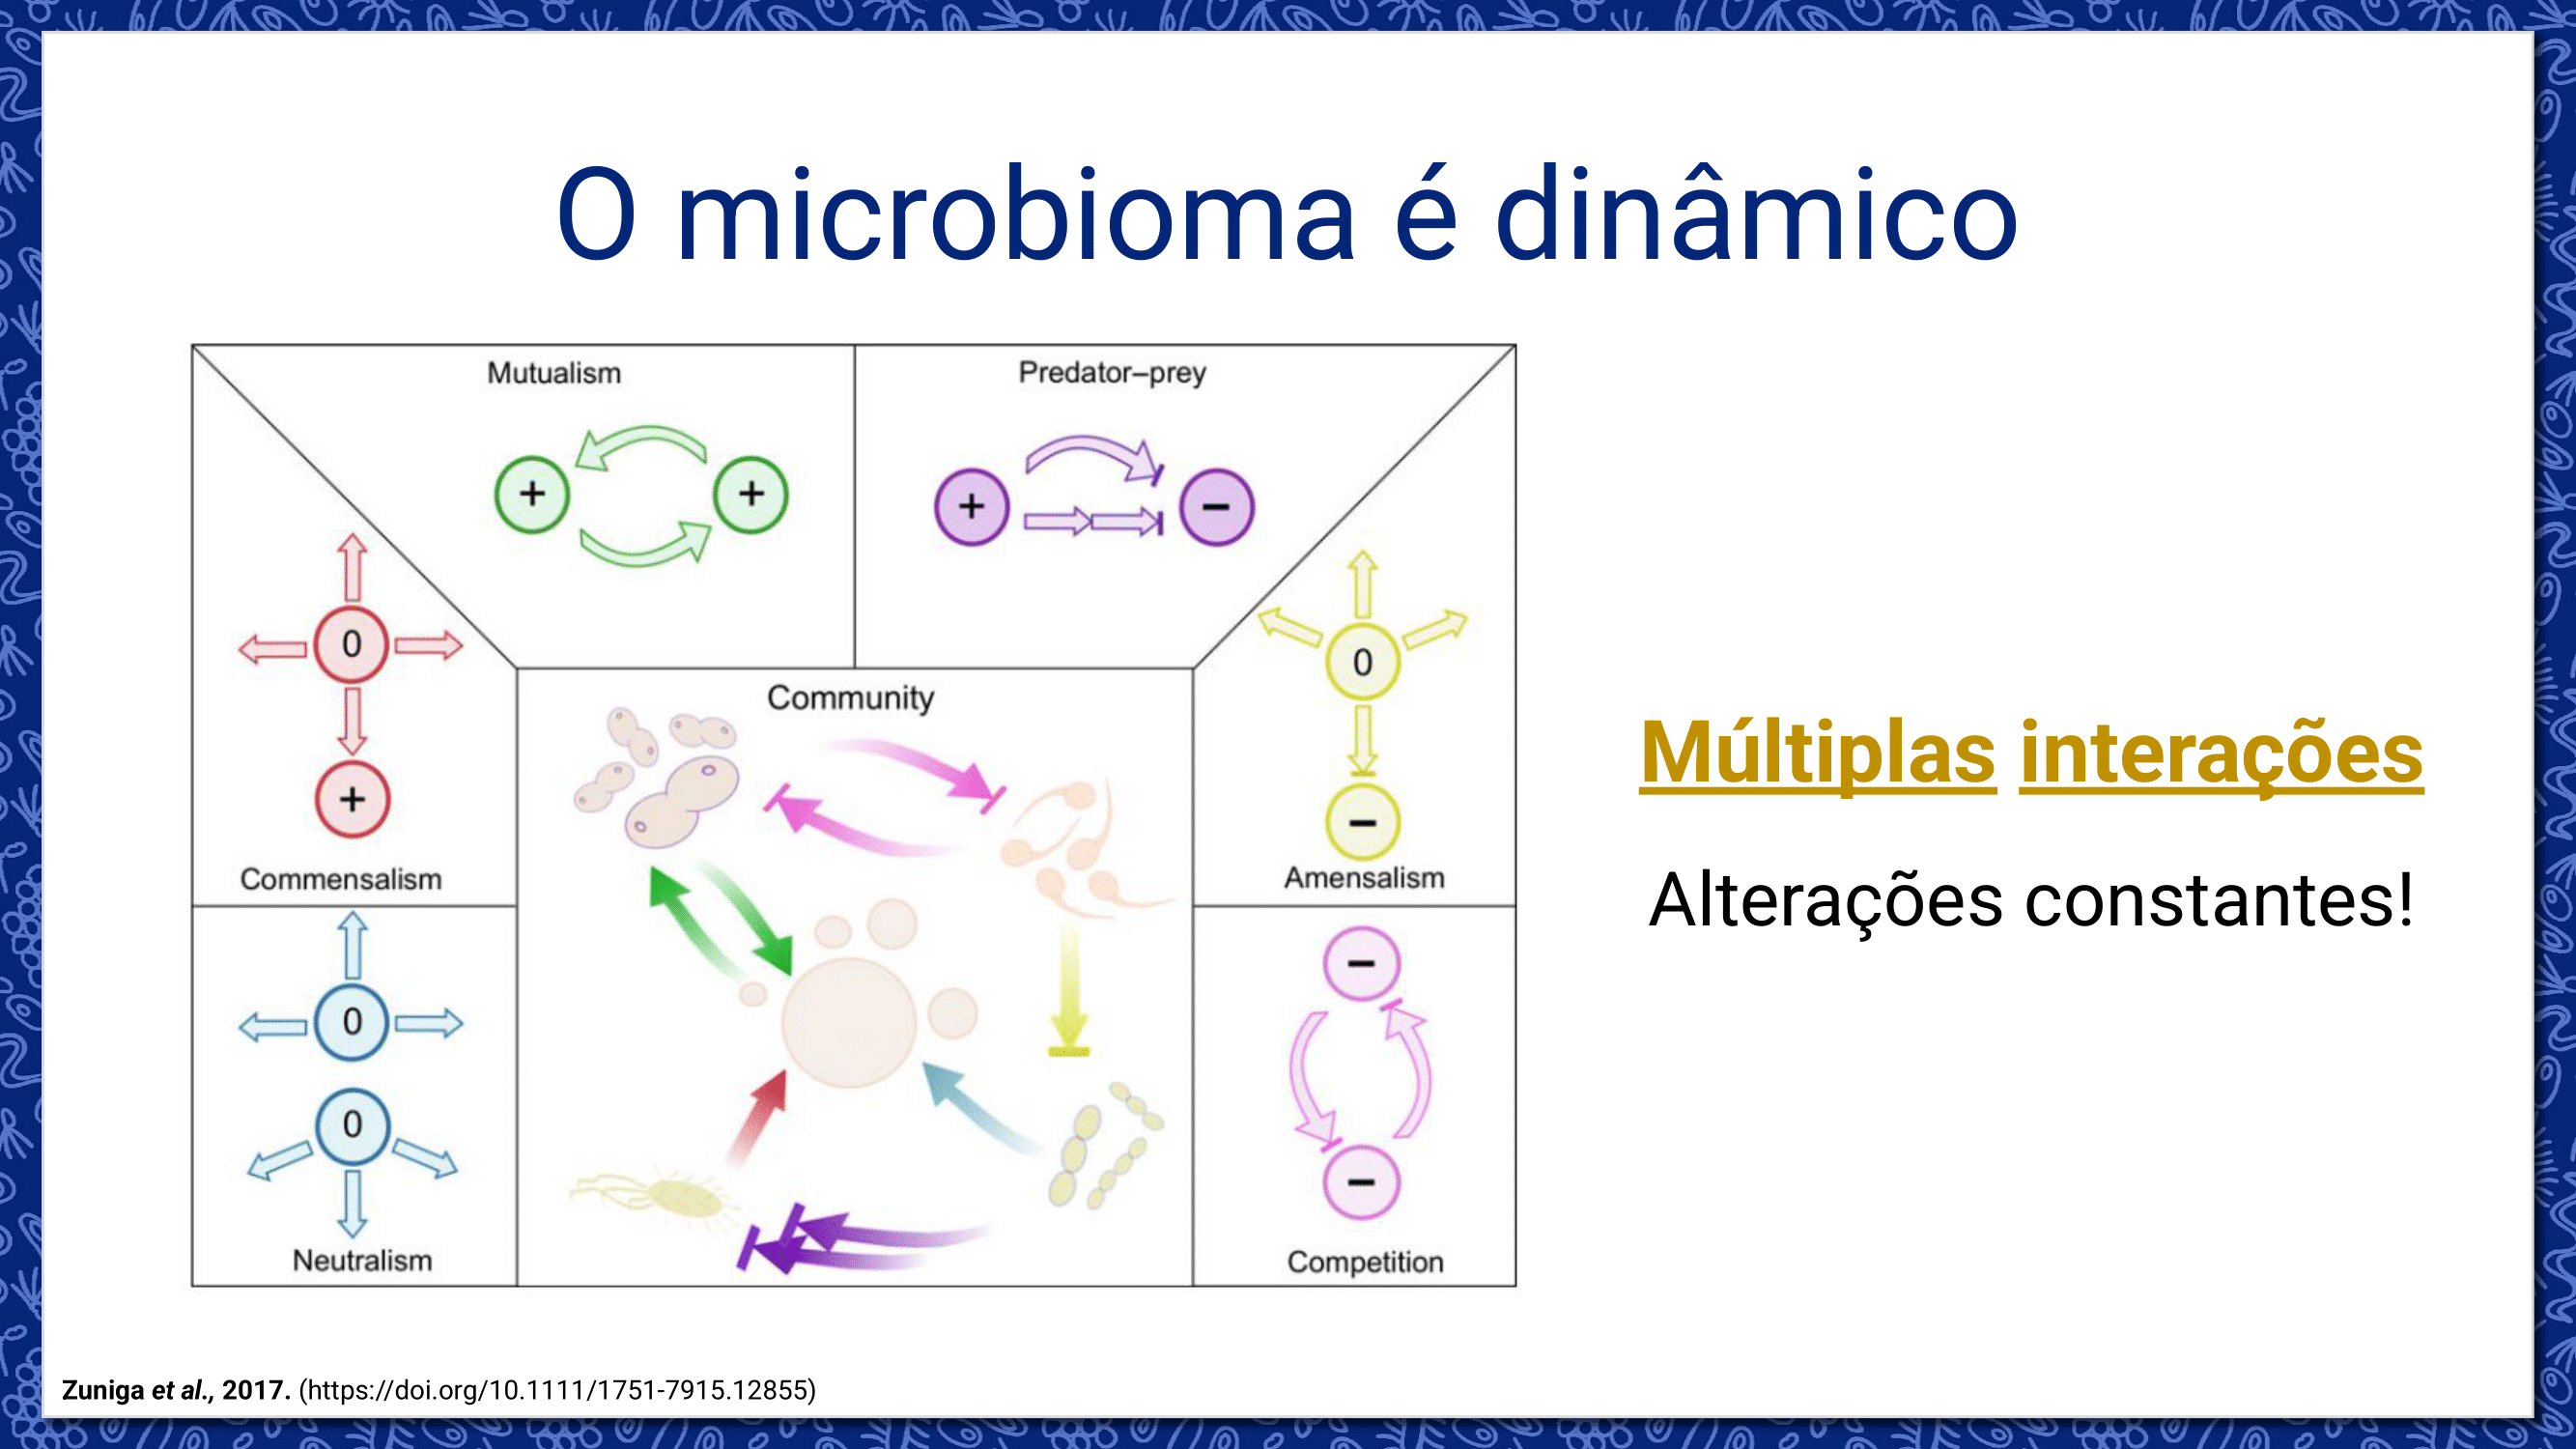 O microbioma é dinâmico
Mutualism
+
+
Predator–prey
+
−
0
+
Commensalism
0
−
Amensalism
Community
0
0
Neutralism
−
−
Competition
Múltiplas interações
Alterações constantes!
Zuniga et al., 2017. (https://doi.org/10.1111/1751-7915.12855)